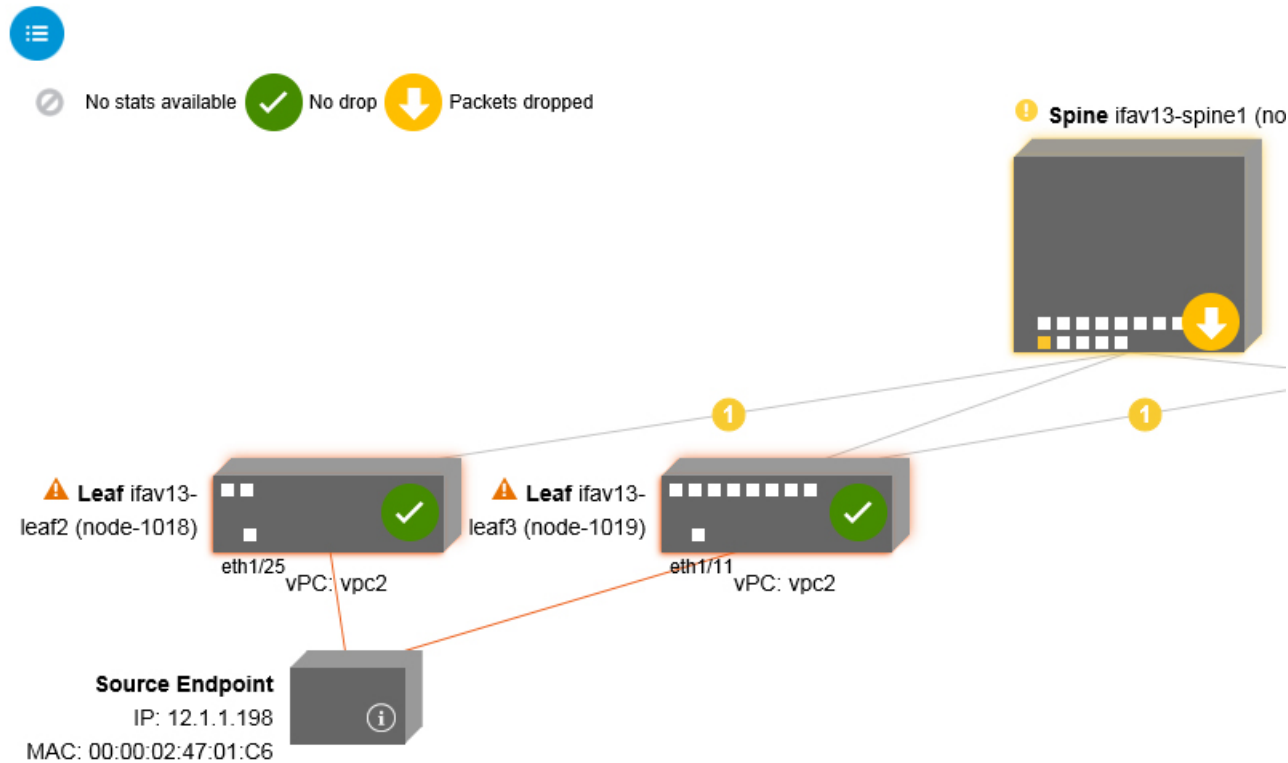 No stats available No drop Packets dropped
Spine ifav13-spine1 (no
1 1
Leaf ifav13-
leaf2 (node-1018)
eth1/25
vPC: vpc2
Leaf ifav13-
leaf3 (node-1019)
eth1/11
vPC: vpc2
Source Endpoint
IP: 12.1.1.198
MAC: 00:00:02:47:01:C6